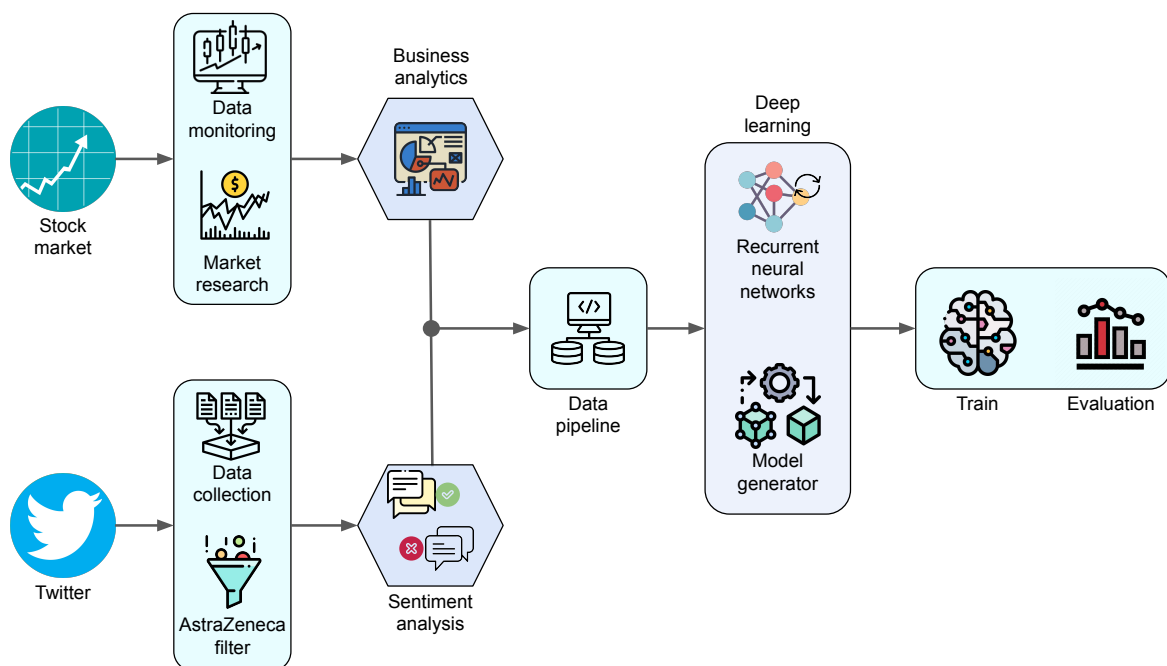 Stock
market
Data
monitoring
Market
research
Business
analytics
Twitter
Data
collection
AstraZeneca
filter
Sentiment
analysis
Data
pipeline
Deep
learning
Recurrent
neural
networks
Model
generator
Train
Evaluation